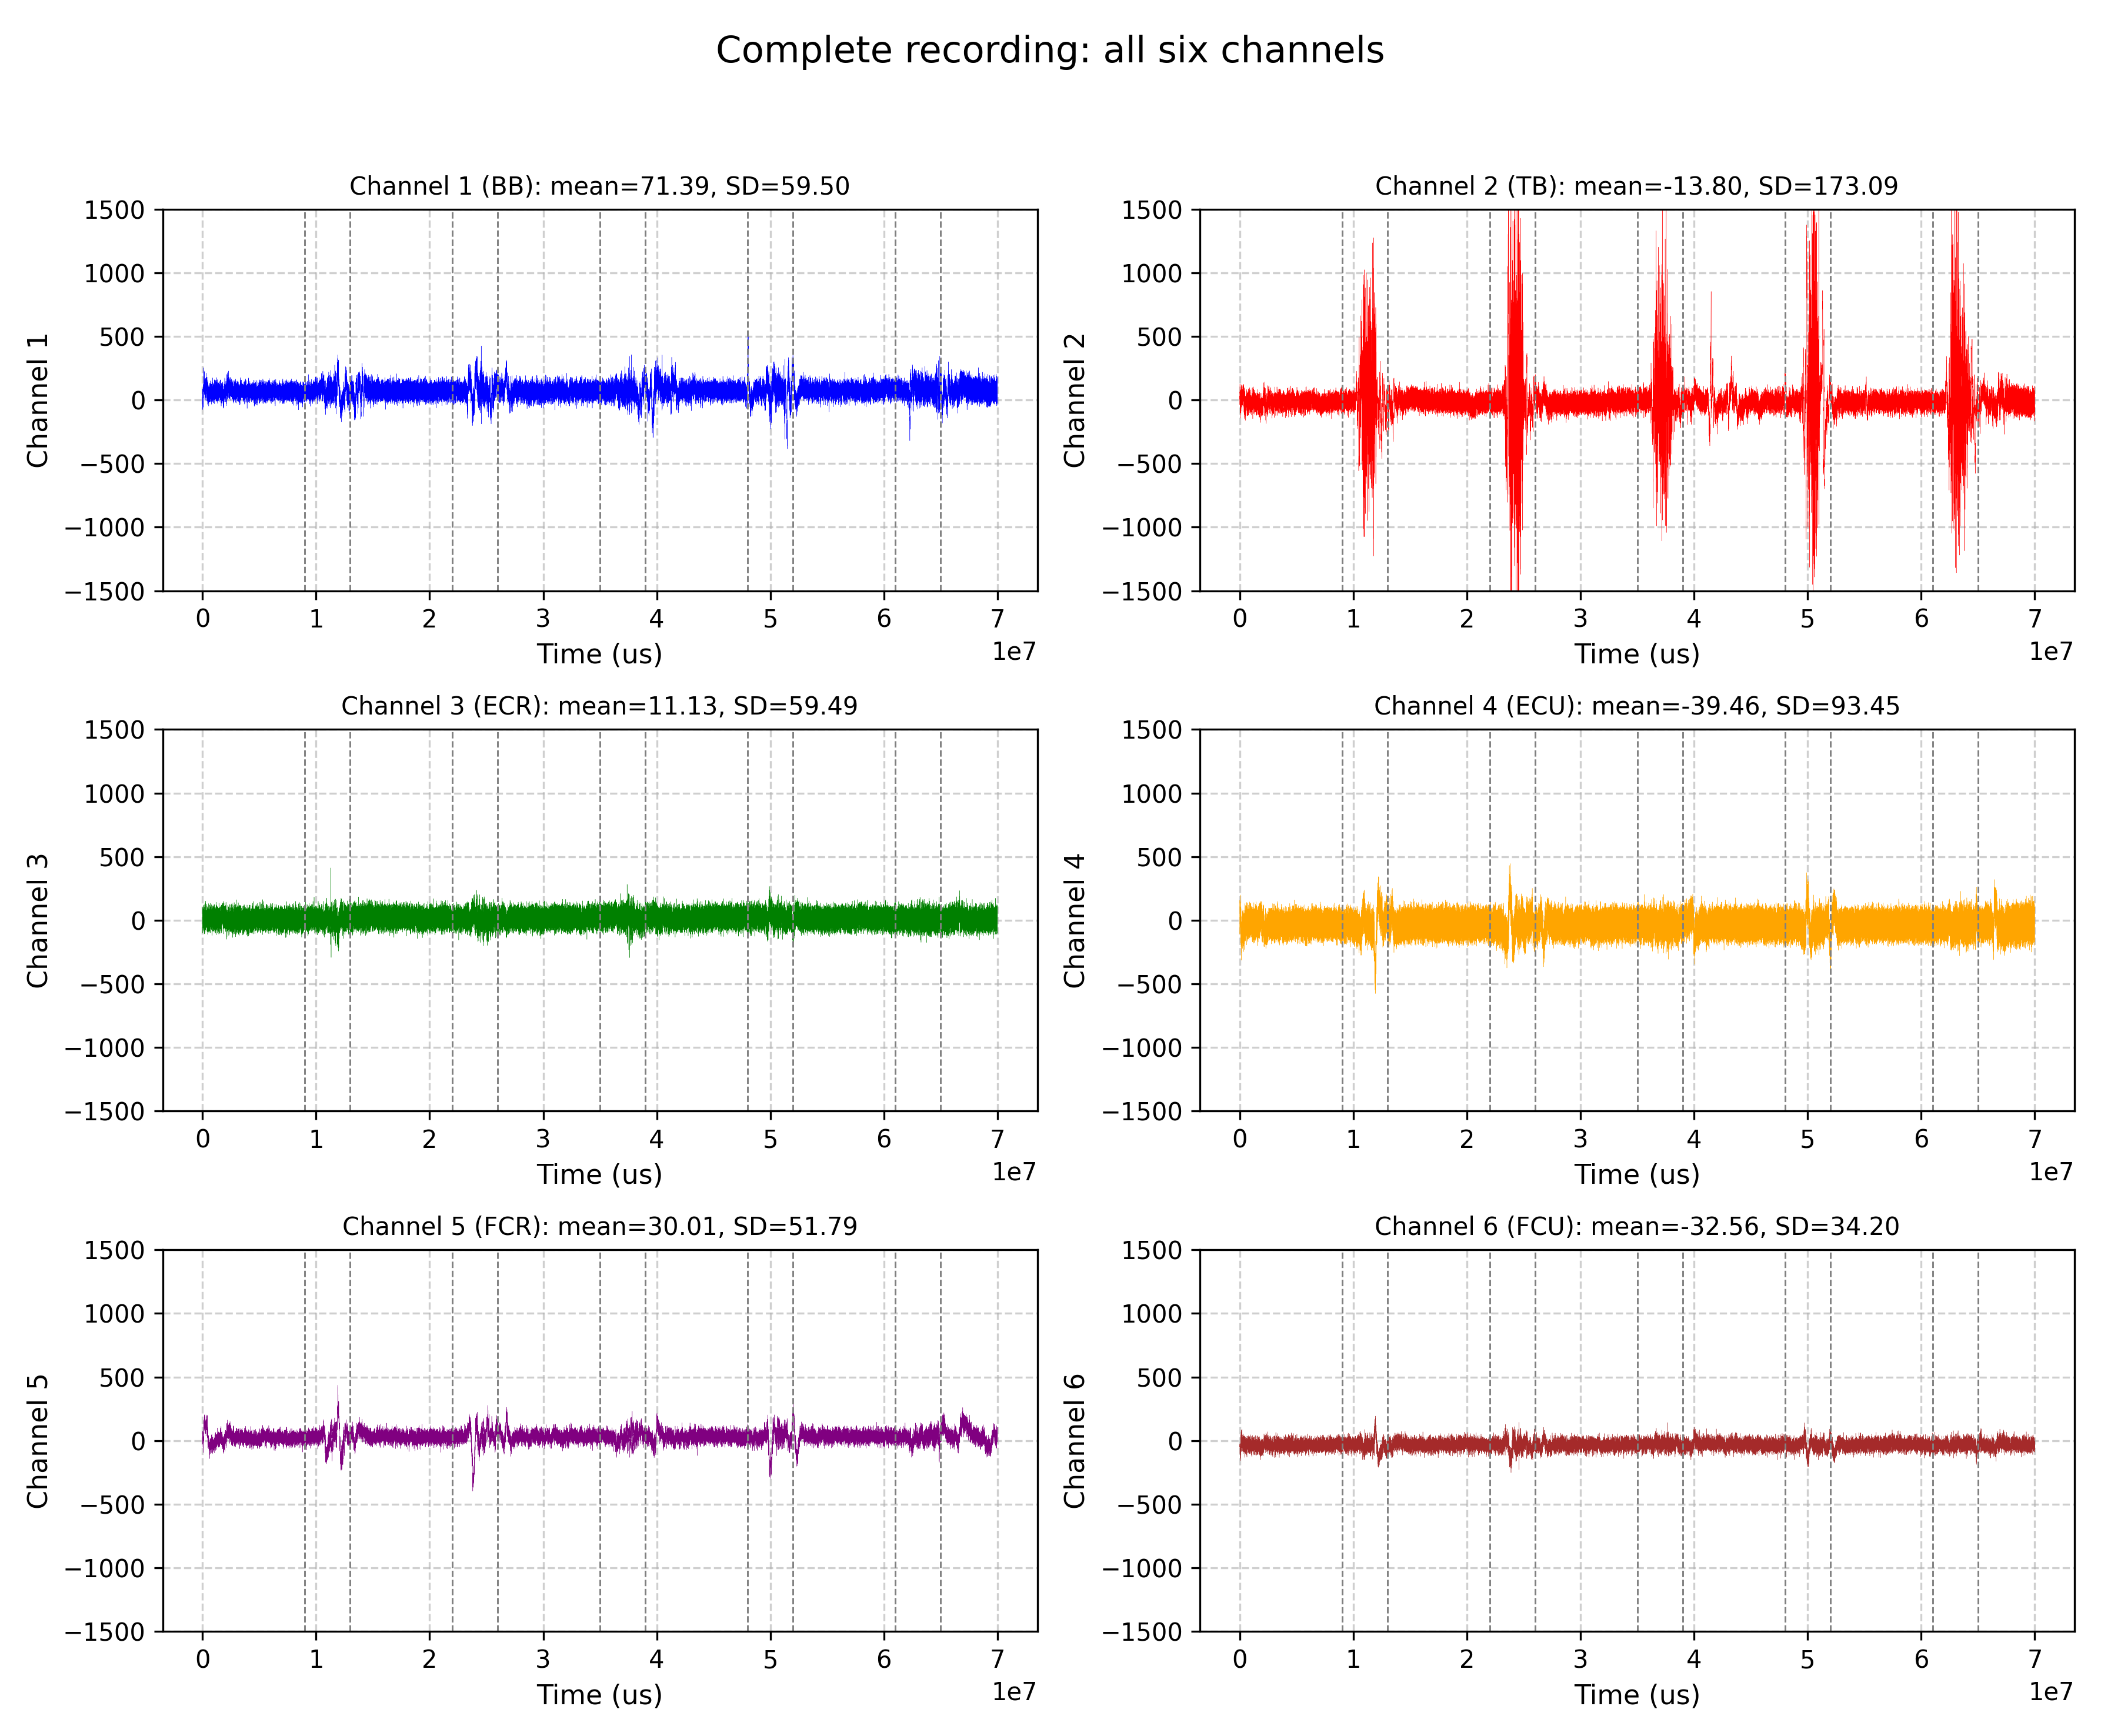 Complete recording: all six channels
Channel 1 (BB): mean=71.39, SD=59.50
Channel 1
1500
1000
500
0
−500
−1000
−1500
0 1 2 3 4 5 6 7
1e7
Time (us)
Channel 2 (TB): mean=-13.80, SD=173.09
Channel 2
1500
1000
500
0
−500
−1000
−1500
0 1 2 3 4 5 6 7
1e7
Time (us)
Channel 3 (ECR): mean=11.13, SD=59.49
Channel 3
1500
1000
500
0
−500
−1000
−1500
0 1 2 3 4 5 6 7
1e7
Time (us)
Channel 4 (ECU): mean=-39.46, SD=93.45
Channel 4
1500
1000
500
0
−500
−1000
−1500
0 1 2 3 4 5 6 7
1e7
Time (us)
Channel 5 (FCR): mean=30.01, SD=51.79
Channel 5
1500
1000
500
0
−500
−1000
−1500
0 1 2 3 4 5 6 7
1e7
Time (us)
Channel 6 (FCU): mean=-32.56, SD=34.20
Channel 6
1500
1000
500
0
−500
−1000
−1500
0 1 2 3 4 5 6 7
1e7
Time (us)